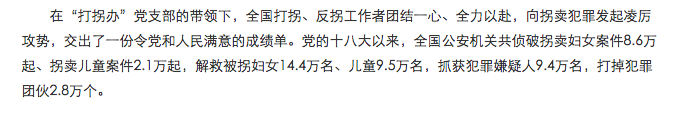 在“打拐办”党支部的带领下，全国打拐、反拐工作者团结一心、全力以赴，向拐卖犯罪发起凌厉
攻势，交出了一份令党和人民满意的成绩单。党的十八大以来，全国公安机关共侦破拐卖妇女案件8.6万
起、拐卖儿童案件2.1万起，解救被拐妇女14.4万名、儿童9.5万名，抓获犯罪嫌疑人9.4万名，打掉犯罪
团伙2.8万个。